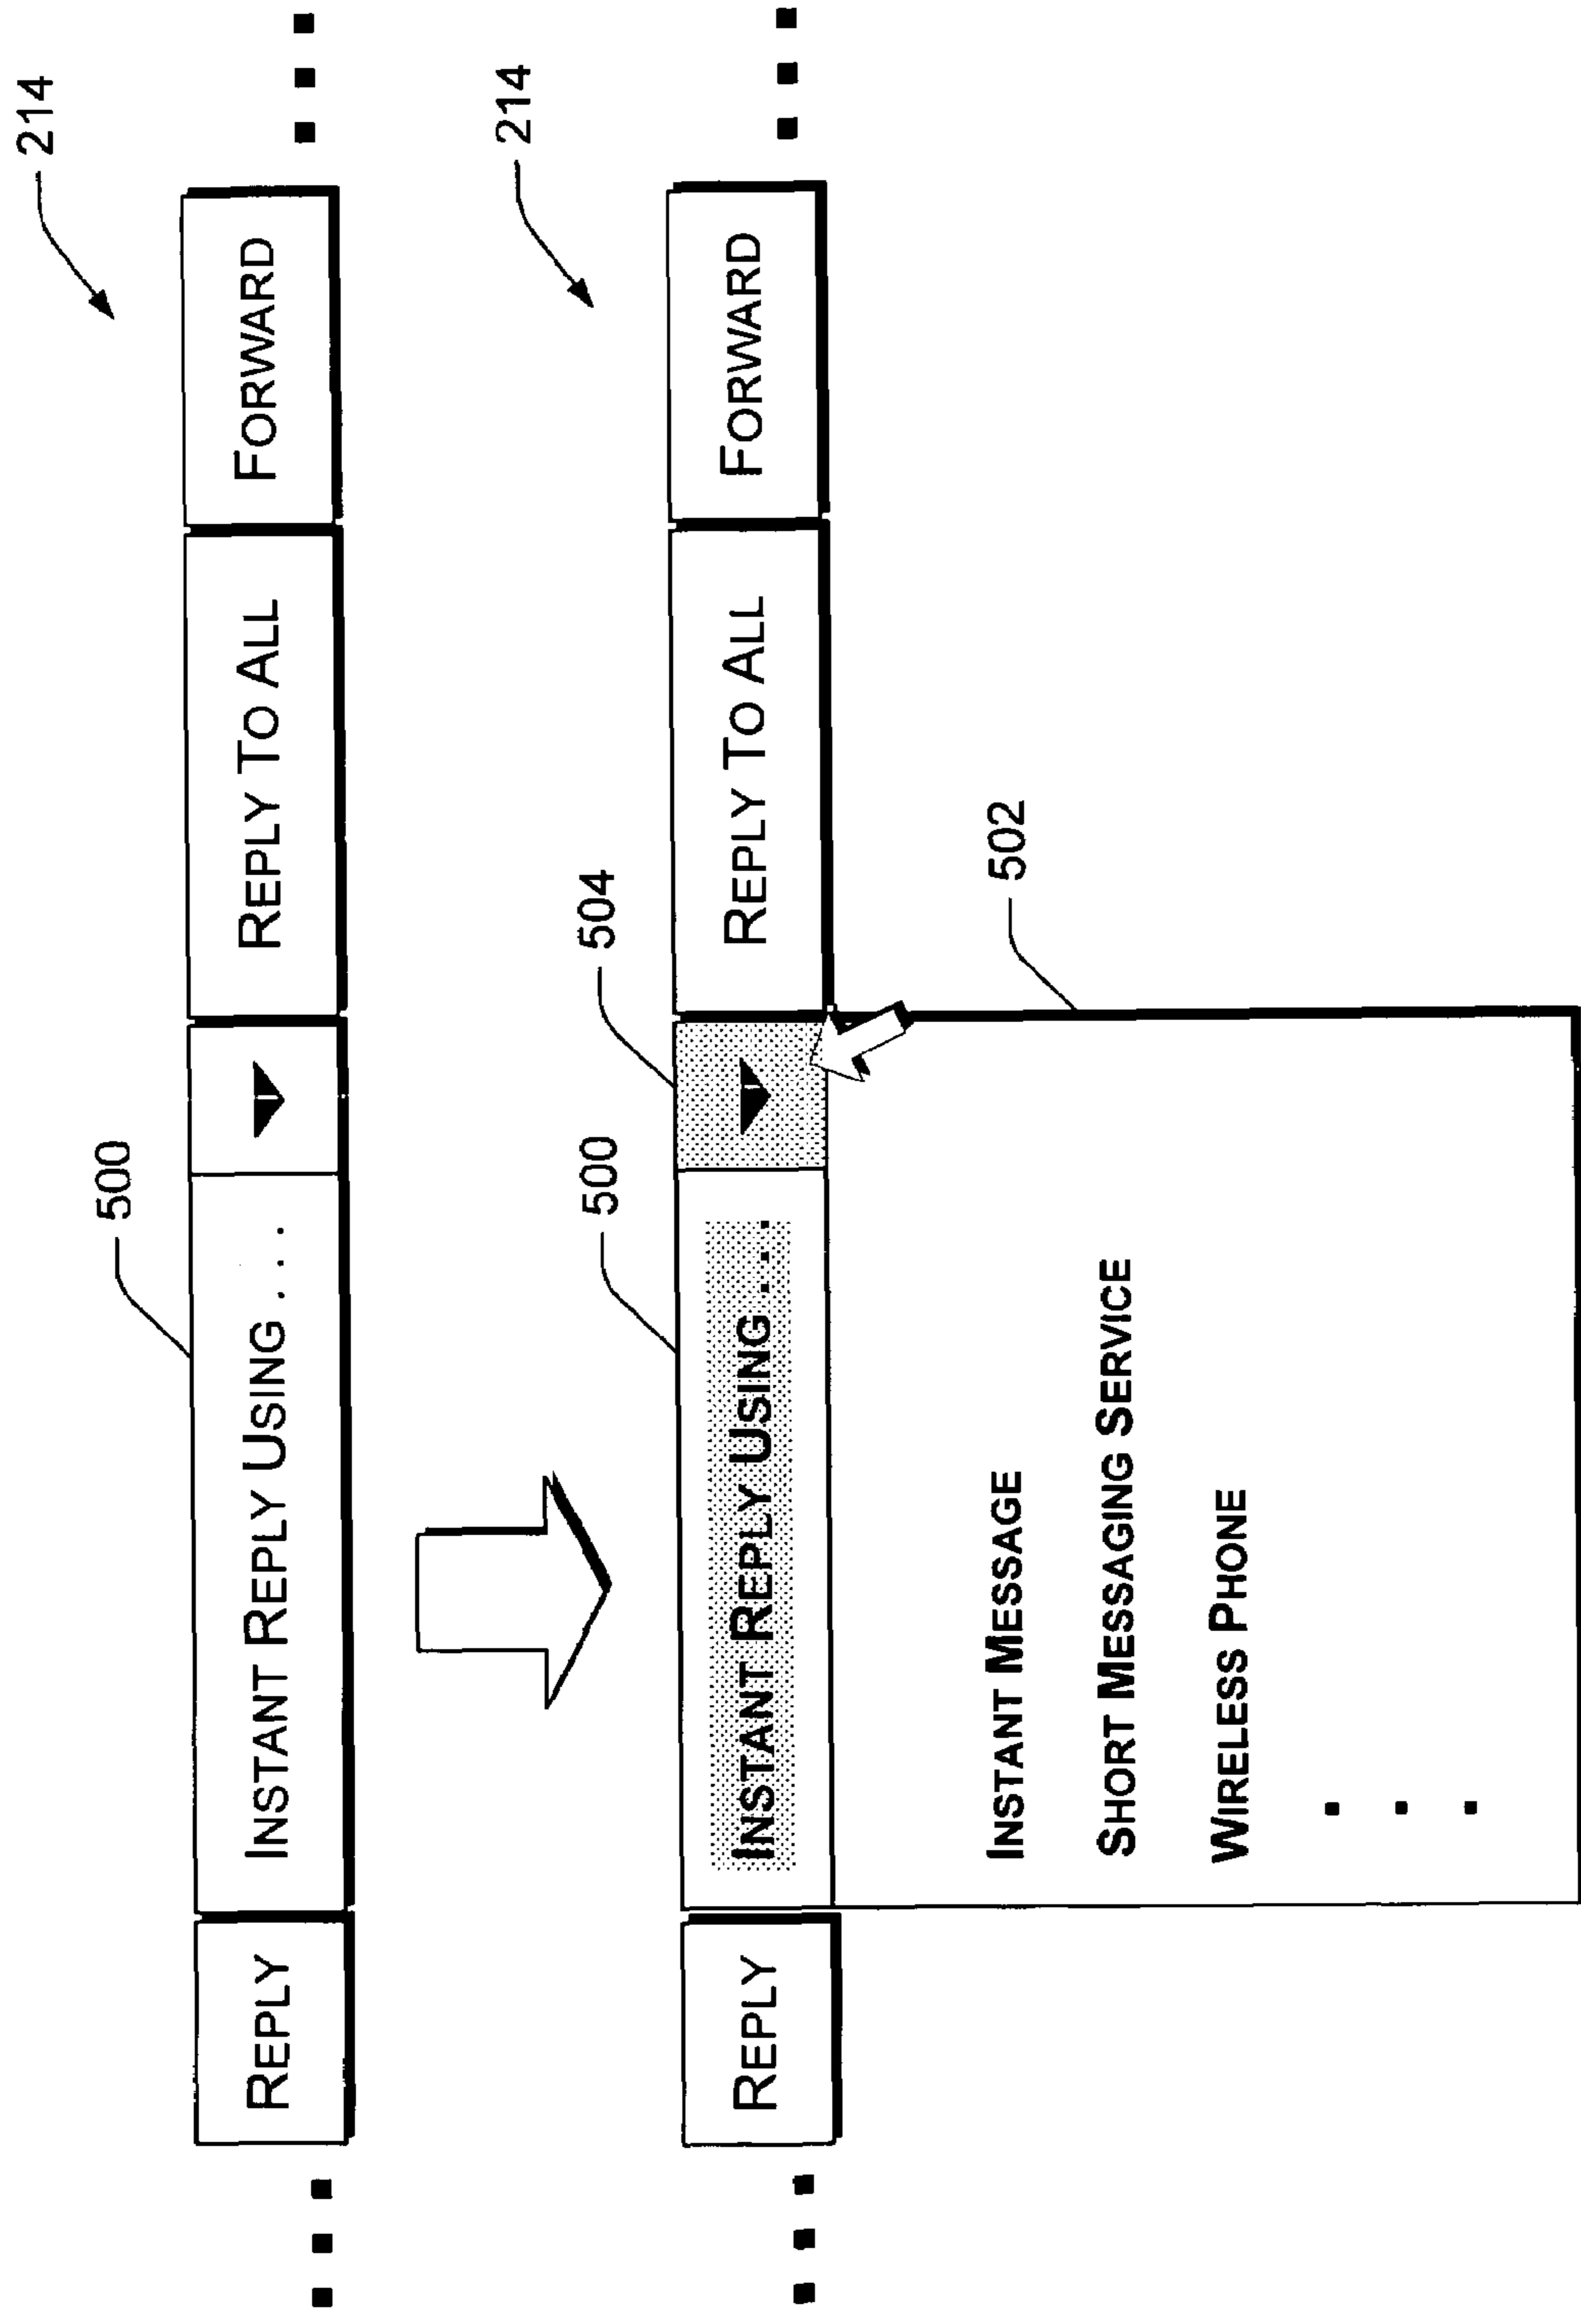 214
500
REPLY
INSTANT REPLY USING . . .
REPLY TO ALL
FORWARD
214
500
504
REPLY
INSTANT REPLY USING . . .
REPLY TO ALL
FORWARD
502
INSTANT MESSAGE
SHORT MESSAGING SERVICE
WIRELESS PHONE